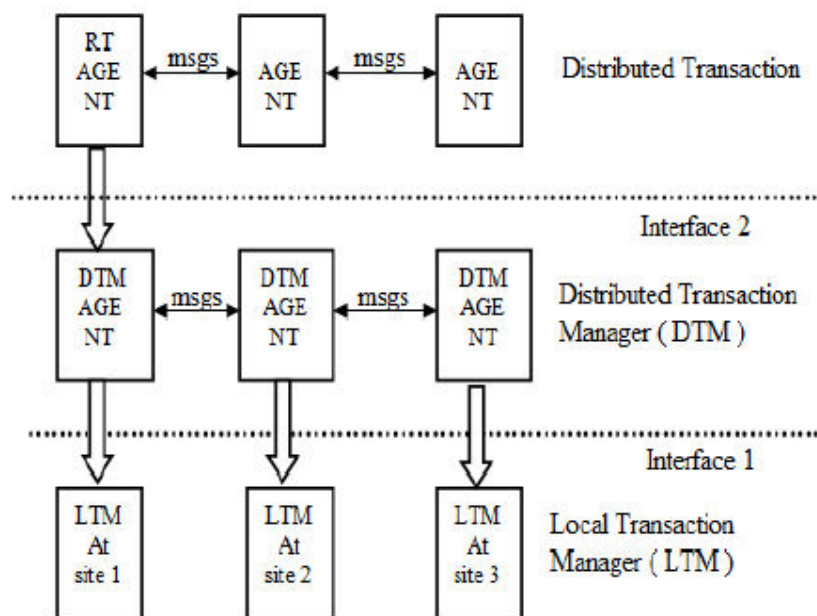 RT
AGE
NT
msgs
AGE
NT
msgs
AGE
NT
Distributed Transaction
Interface 2
DTM
AGE
NT
msgs
DTM
AGE
NT
msgs
DTM
AGE
NT
Distributed Transaction
Manager ( DTM )
Interface 1
LTM
At
site 1
LTM
At
site 2
LTM
At
site 3
Local Transaction
Manager ( LTM )